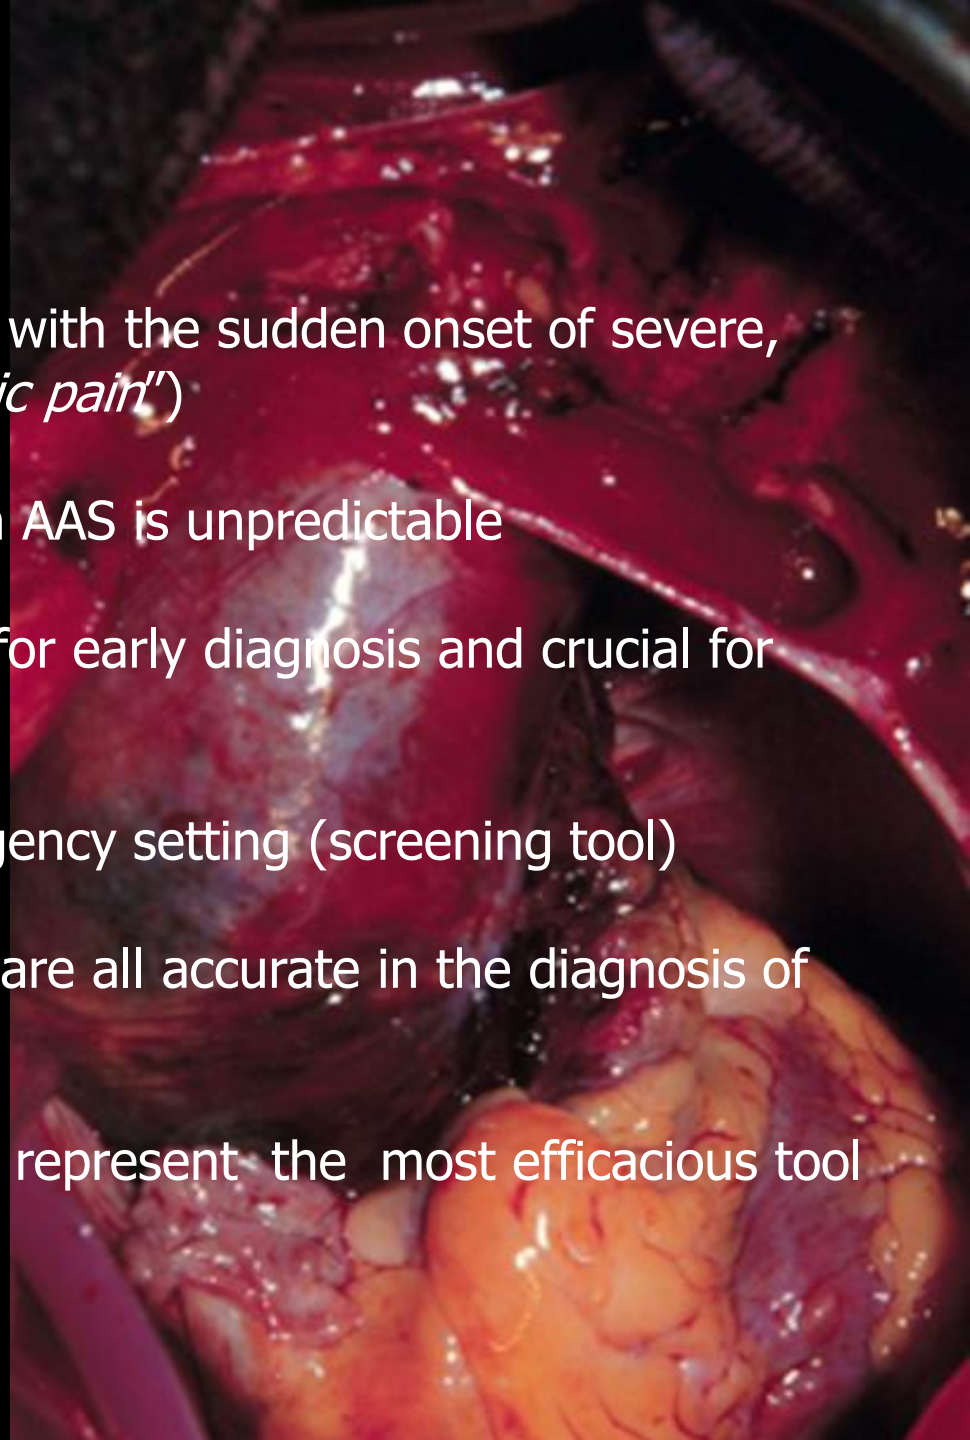 with the sudden onset of severe,
ic pain")
AAS is unpredictable
for early diagnosis and crucial for
gency setting (screening tool)
are all accurate in the diagnosis of
represent the most efficacious tool